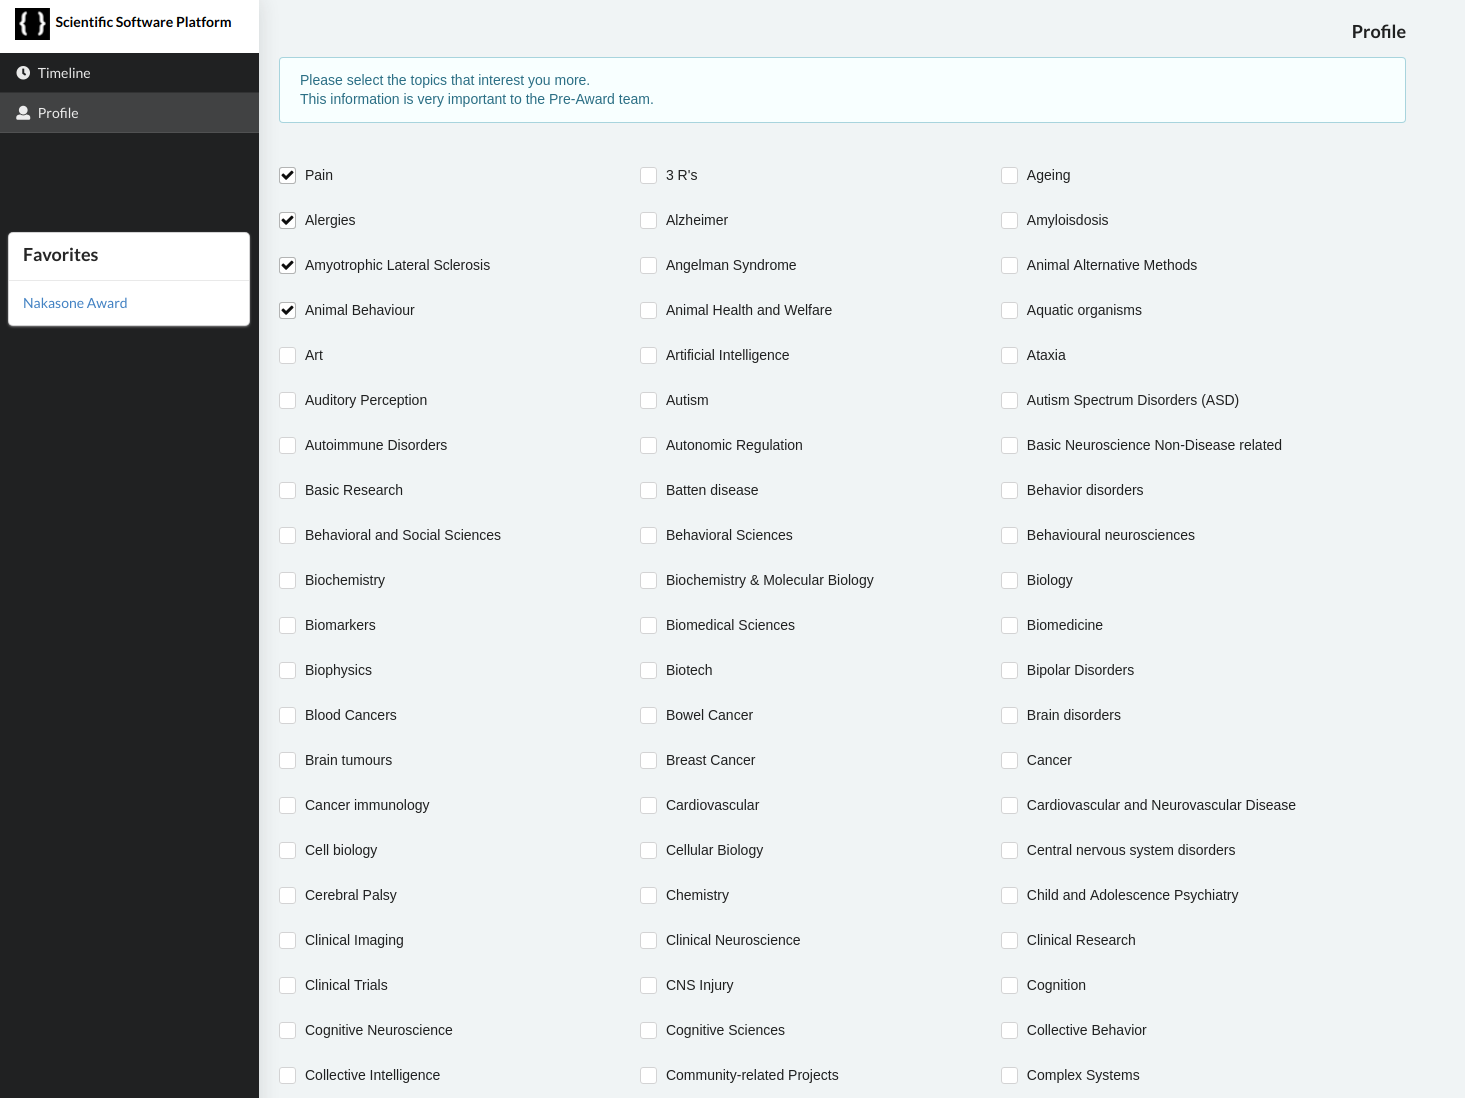 { } Scientific Software Platform
Timeline
Profile
Favorites
Nakasone Award
Profile
Please select the topics that interest you more.
This information is very important to the Pre-Award team.
Pain 3 R's Ageing
Alergies Alzheimer Amyloisdosis
Amyotrophic Lateral Sclerosis Angelman Syndrome Animal Alternative Methods
Animal Behaviour Animal Health and Welfare Aquatic organisms
Art Artificial Intelligence Ataxia
Auditory Perception Autism Autism Spectrum Disorders (ASD)
Autoimmune Disorders Autonomic Regulation Basic Neuroscience Non-Disease related
Basic Research Batten disease Behavior disorders
Behavioral and Social Sciences Behavioral Sciences Behavioural neurosciences
Biochemistry Biochemistry & Molecular Biology Biology
Biomarkers Biomedical Sciences Biomedicine
Biophysics Biotech Bipolar Disorders
Blood Cancers Bowel Cancer Brain disorders
Brain tumours Breast Cancer Cancer
Cancer immunology Cardiovascular Cardiovascular and Neurovascular Disease
Cell biology Cellular Biology Central nervous system disorders
Cerebral Palsy Chemistry Child and Adolescence Psychiatry
Clinical Imaging Clinical Neuroscience Clinical Research
Clinical Trials CNS Injury Cognition
Cognitive Neuroscience Cognitive Sciences Collective Behavior
Collective Intelligence Community-related Projects Complex Systems